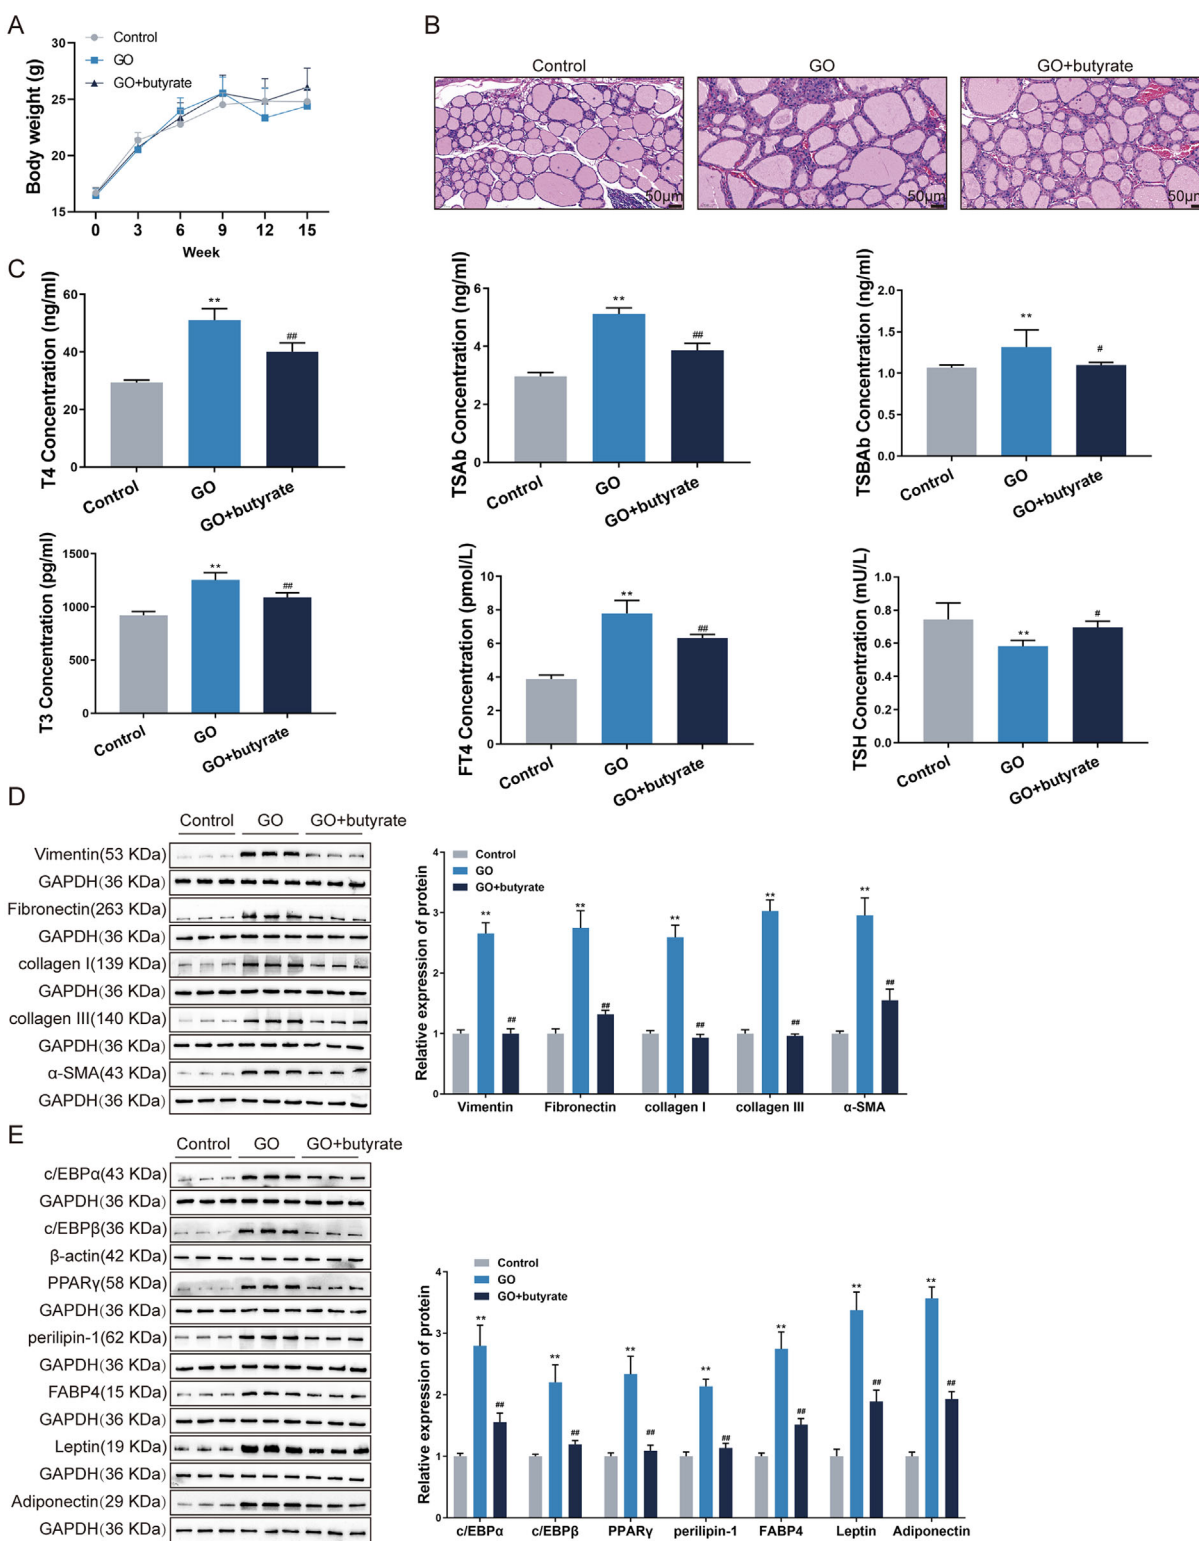 A
Control
GO
GO+butyrate
Body weight (g)
30
25
20
15
0 3 6 9 12 15
Week
B
Control GO GO+butyrate
50μm 50μm 50μm
C
T4 Concentration (ng/ml)
60
40
20
0
**
##
Control GO GO+butyrate
TSAb Concentration (ng/ml)
6
4
2
0
**
##
Control GO GO+butyrate
TSBAb Concentration (ng/ml)
2.0
1.5
1.0
0.5
0.0
**
#
Control GO GO+butyrate
T3 Concentration (pg/ml)
1500
1000
500
0
**
##
Control GO GO+butyrate
FT4 Concentration (pmol/L)
10
8
6
4
2
0
**
##
Control GO GO+butyrate
TSH Concentration (mU/L)
1.0
0.8
0.6
0.4
0.2
0.0
**
#
Control GO GO+butyrate
D
Control GO GO+butyrate
Vimentin(53 KDa)
GAPDH(36 KDa)
Fibronectin(263 KDa)
GAPDH(36 KDa)
collagen I(139 KDa)
GAPDH(36 KDa)
collagen III(140 KDa)
GAPDH(36 KDa)
α-SMA(43 KDa)
GAPDH(36 KDa)
Relative expression of protein
4
3
2
1
0
Control
GO
GO+butyrate
** ** ** ** **
## ## ## ## ##
Vimentin Fibronectin collagen I collagen III α-SMA
E
Control GO GO+butyrate
c/EBPα(43 KDa)
GAPDH(36 KDa)
c/EBPβ(36 KDa)
β-actin(42 KDa)
PPARγ(58 KDa)
GAPDH(36 KDa)
perilipin-1(62 KDa)
GAPDH(36 KDa)
FABP4(15 KDa)
GAPDH(36 KDa)
Leptin(19 KDa)
GAPDH(36 KDa)
Adiponectin(29 KDa)
GAPDH(36 KDa)
Relative expression of protein
4
3
2
1
0
Control
GO
GO+butyrate
** ** ** ** ** ** **
## ## ## ## ## ## ##
c/EBPα c/EBPβ PPARγ perilipin-1 FABP4 Leptin Adiponectin